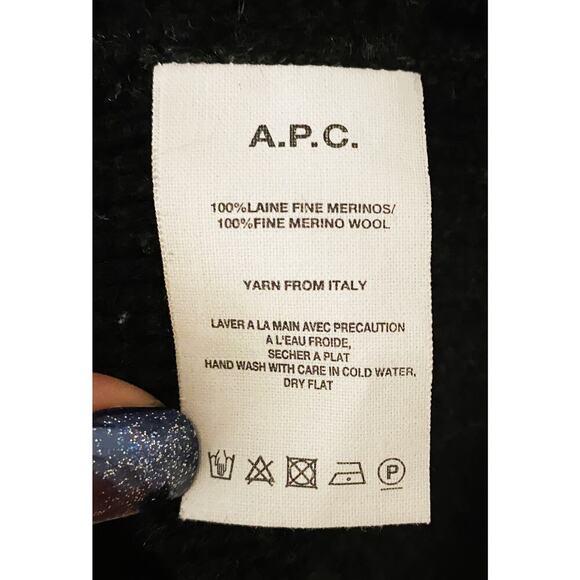 A.P.C.
100%LAINE FINE MERINOS/
100%FINE MERINO WOOL
YARN FROM ITALY
LAVER A LA MAIN AVEC PRECAUTION
A L'EAU FROIDE,
SECHER A PLAT
HAND WASH WITH CARE IN COLD WATER,
DRY FLAT
P